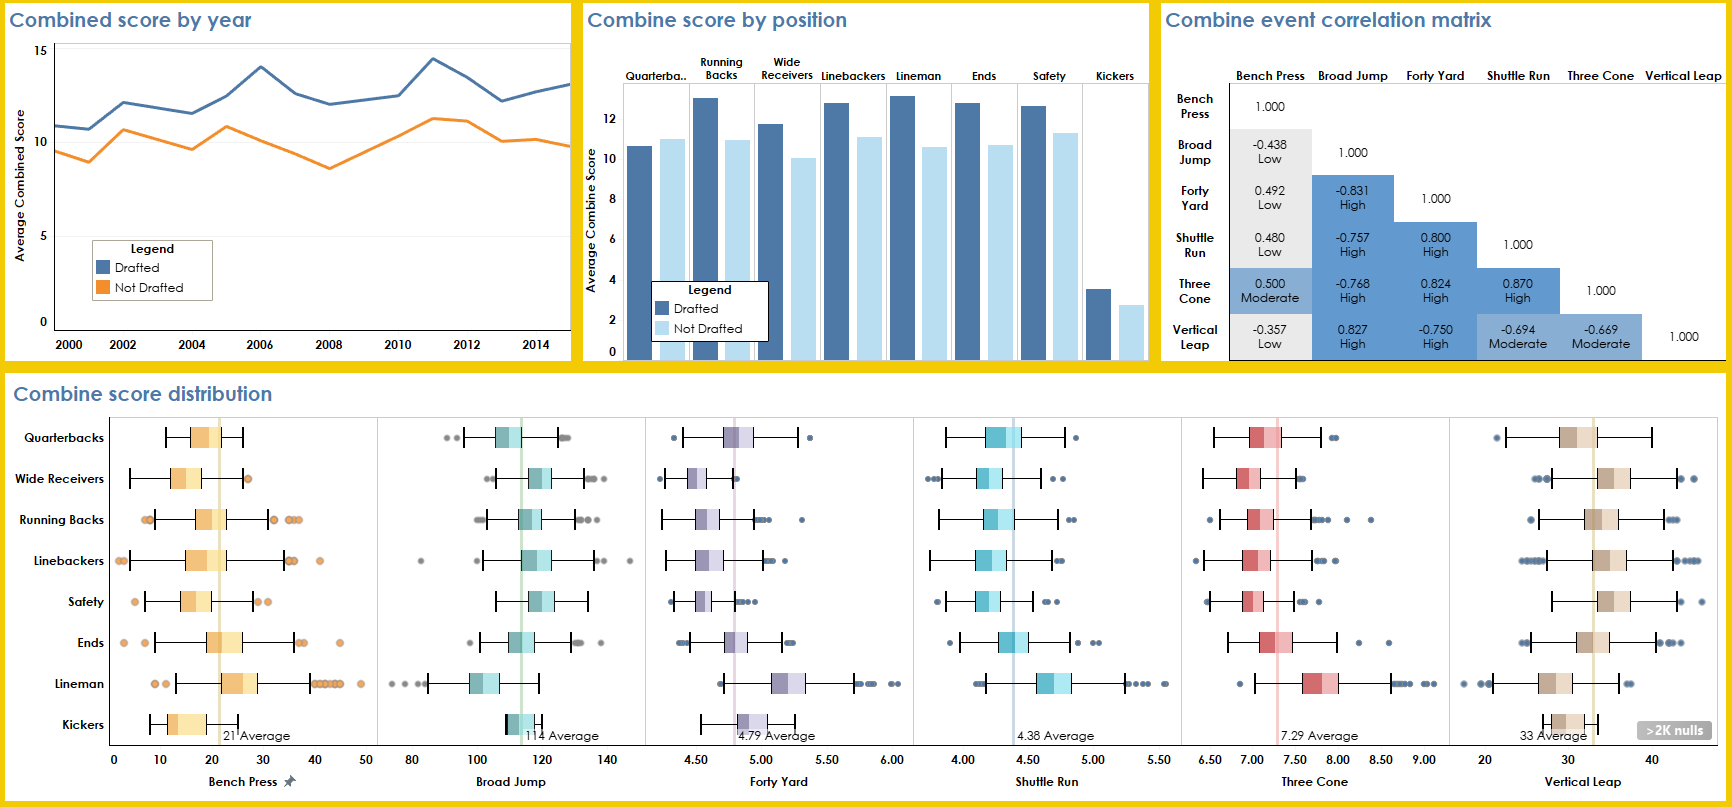 Combined score by year
15
10
5
0
Average Combined Score
Legend
Drafted
Not Drafted
2000 2002 2004 2006 2008 2010 2012 2014
Combine score by position
Quarterba.. Running Backs Wide Receivers Linebackers Lineman Ends Safety Kickers
12
10
8
6
4
2
0
Average Combine Score
Legend
Drafted
Not Drafted
Combine event correlation matrix
Bench Press Broad Jump Forty Yard Shuttle Run Three Cone Vertical Leap
Bench
Press
1.000
Broad
Jump
-0.438 1.000
Low
Forty
Yard
0.492 -0.831 1.000
Low High
Shuttle
Run
0.480 -0.757 0.800 1.000
Low High High
Three
Cone
0.500 -0.768 0.824 0.870 1.000
Moderate High High High
Vertical
Leap
-0.357 0.827 -0.750 -0.694 -0.669 1.000
Low High High Moderate Moderate
Combine score distribution
Quarterbacks
Wide Receivers
Running Backs
Linebackers
Safety
Ends
Lineman
Kickers
21 Average 114 Average 4.79 Average 4.38 Average 7.29 Average 33 Average
>2K nulls
0 10 20 30 40 50 80 100 120 140 4.50 5.00 5.50 6.00 4.00 4.50 5.00 5.50 6.50 7.00 7.50 8.00 8.50 9.00 20 30 40
Bench Press Broad Jump Forty Yard Shuttle Run Three Cone Vertical Leap